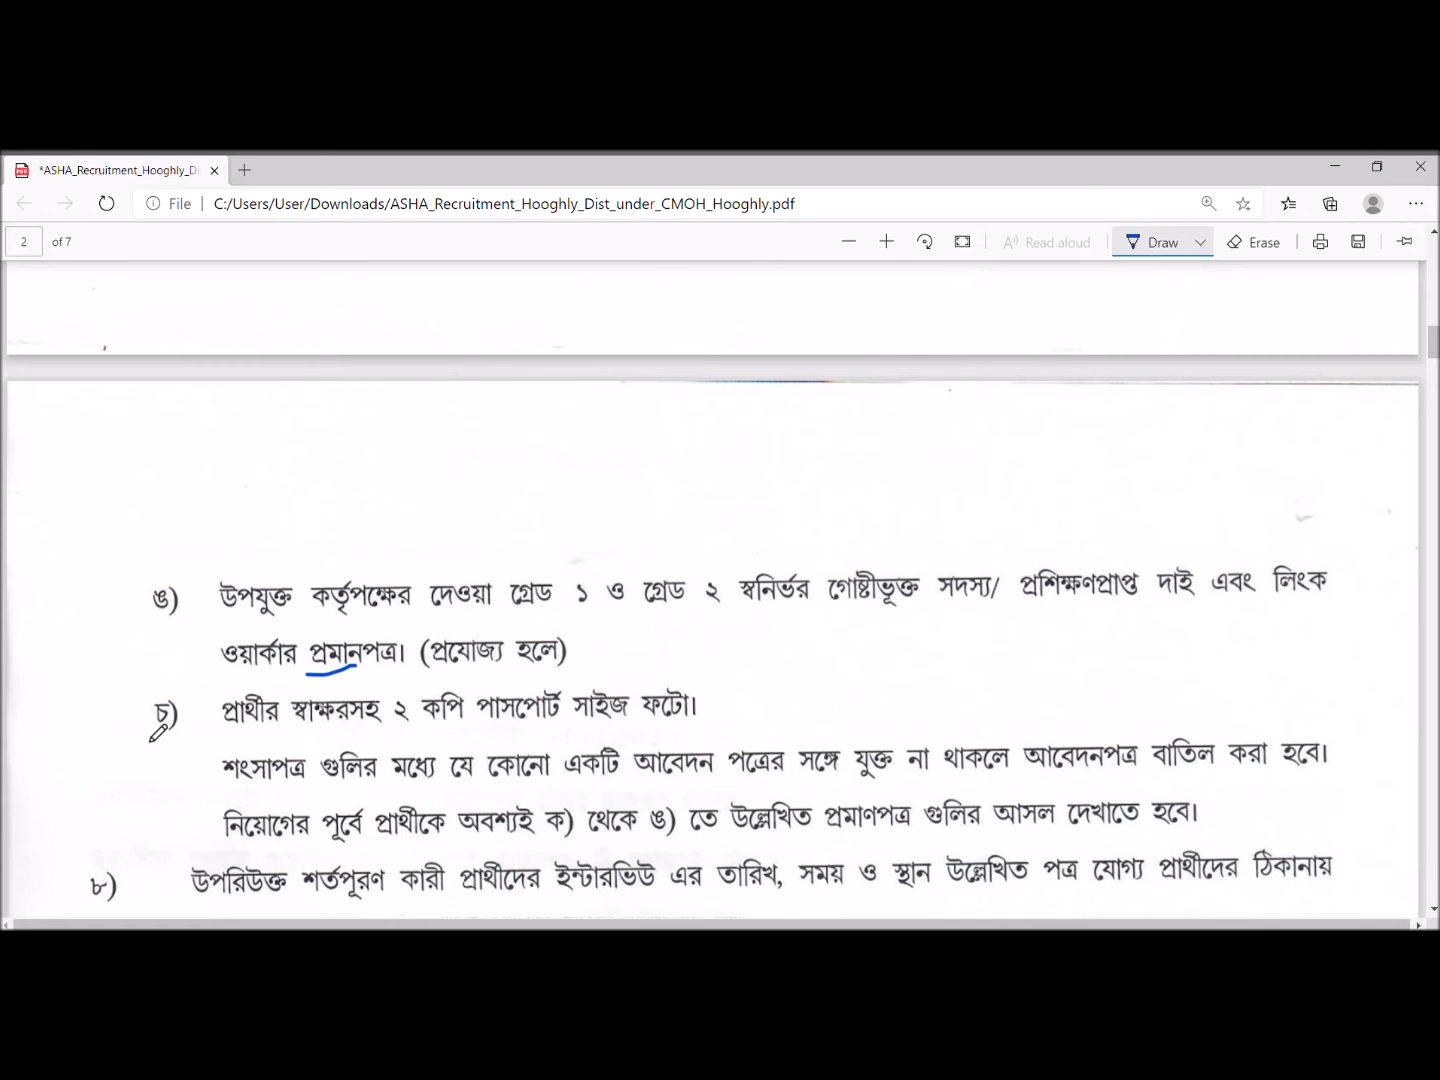 *ASHA_Recruitment_Hooghly_Di
File C:/Users/User/Downloads/ASHA_Recruitment_Hooghly_Dist_under_CMOH_Hooghly.pdf
2 of 7 Read aloud Draw Erase
ঙ) উপযুক্ত কর্তৃপক্ষের দেওয়া গ্রেড ১ ও গ্রেড ২ স্বনির্ভর গোষ্টীভূক্ত সদস্য/ প্রশিক্ষণপ্রাপ্ত দাই এবং লিংক
ওয়ার্কার প্রমানপত্র। (প্রযোজ্য হলে)
চ) প্রার্থীর স্বাক্ষরসহ ২ কপি পাসপোর্ট সাইজ ফটো।
শংসাপত্র গুলির মধ্যে যে কোনো একটি আবেদন পত্রের সঙ্গে যুক্ত না থাকলে আবেদনপত্র বাতিল করা হবে।
নিয়োগের পূর্বে প্রার্থীকে অবশ্যই ক) থেকে ঙ) তে উল্লেখিত প্রমাণপত্র গুলির আসল দেখাতে হবে।
৮) উপরিউক্ত শর্তপূরণ কারী প্রার্থীদের ইন্টারভিউ এর তারিখ, সময় ও স্থান উল্লেখিত পত্র যোগ্য প্রার্থীদের ঠিকানায়